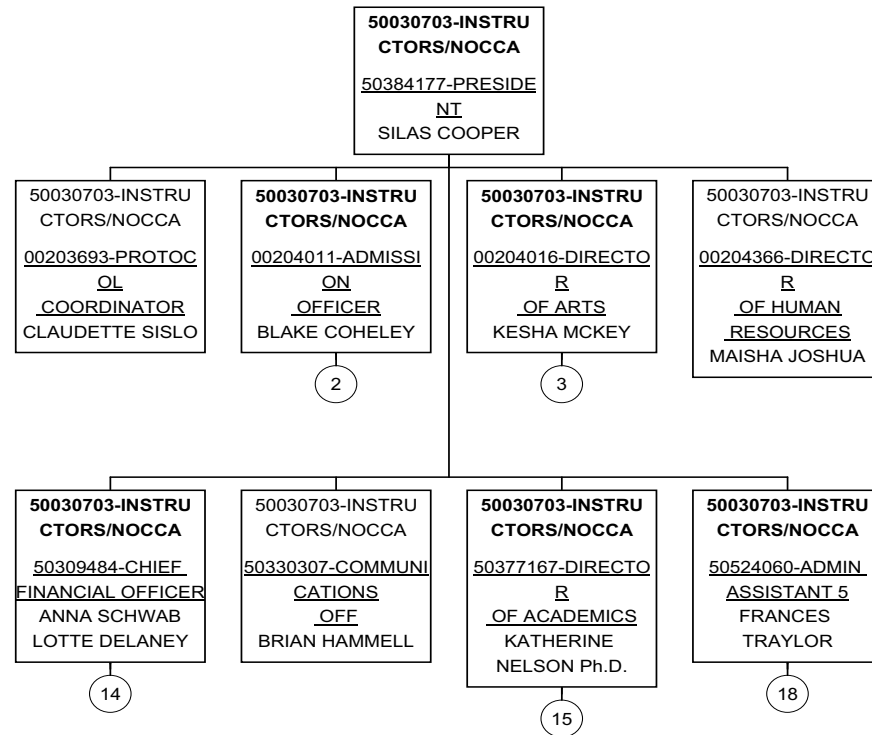 50030703-INSTRU
CTORS/NOCCA
50384177-PRESIDE
NT
SILAS COOPER
50030703-INSTRU
CTORS/NOCCA
00203693-PROTOC
OL
COORDINATOR
CLAUDETTE SISLO
50030703-INSTRU
CTORS/NOCCA
00204011-ADMISSI
ON
OFFICER
BLAKE COHELEY
2
50030703-INSTRU
CTORS/NOCCA
00204016-DIRECTO
R
OF ARTS
KESHA MCKEY
3
50030703-INSTRU
CTORS/NOCCA
00204366-DIRECTO
R
OF HUMAN
RESOURCES
MAISHA JOSHUA
50030703-INSTRU
CTORS/NOCCA
50309484-CHIEF
FINANCIAL OFFICER
ANNA SCHWAB
LOTTE DELANEY
14
50030703-INSTRU
CTORS/NOCCA
50330307-COMMUNI
CATIONS
OFF
BRIAN HAMMELL
50030703-INSTRU
CTORS/NOCCA
50377167-DIRECTO
R
OF ACADEMICS
KATHERINE
NELSON Ph.D.
15
50030703-INSTRU
CTORS/NOCCA
50524060-ADMIN
ASSISTANT 5
FRANCES
TRAYLOR
18